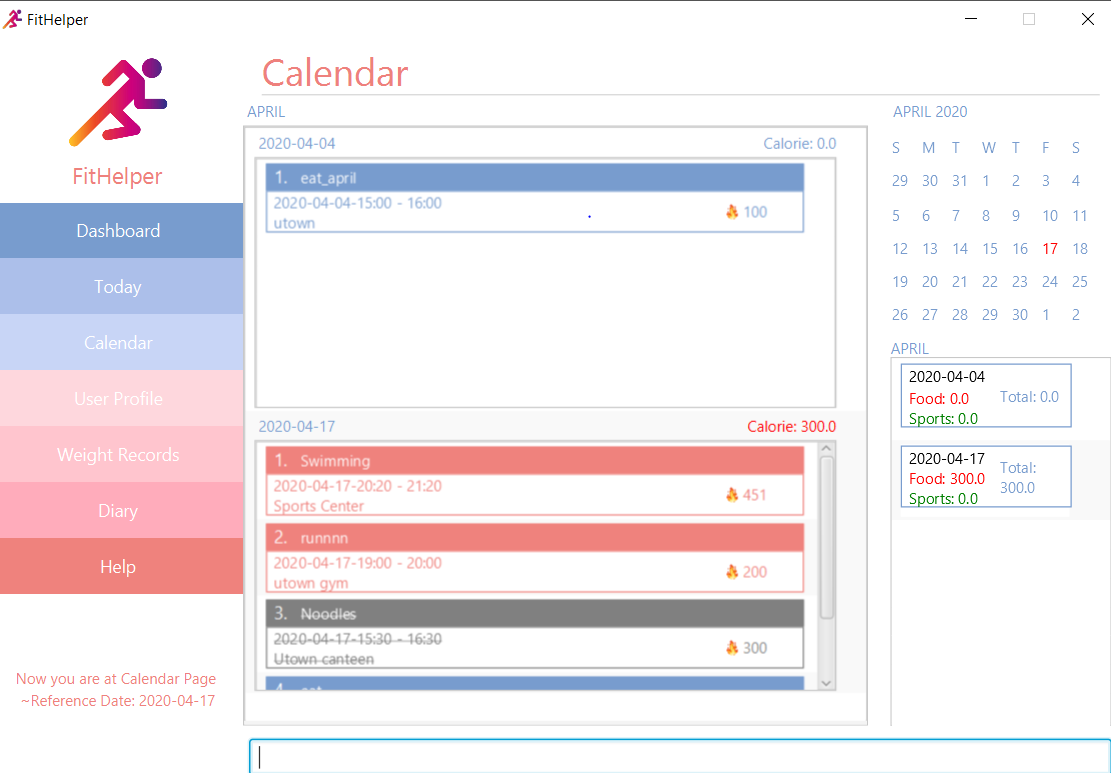 FitHelper
FitHelper
Dashboard
Today
Calendar
User Profile
Weight Records
Diary
Help
Now you are at Calendar Page
~Reference Date: 2020-04-17
Calendar
APRIL
2020-04-04 Calorie: 0.0
1. eat_april
2020-04-04-15:00 - 16:00
utown
100
2020-04-17 Calorie: 300.0
1. Swimming
2020-04-17-20:20 - 21:20
Sports Center
451
2. runnnn
2020-04-17-19:00 - 20:00
utown gym
200
3. Noodles
2020-04-17-15:30 - 16:30
Utown canteen
300
APRIL 2020
S M T W T F S
29 30 31 1 2 3 4
5 6 7 8 9 10 11
12 13 14 15 16 17 18
19 20 21 22 23 24 25
26 27 28 29 30 1 2
APRIL
2020-04-04
Food: 0.0
Sports: 0.0
Total: 0.0
2020-04-17
Food: 300.0
Sports: 0.0
Total:
300.0